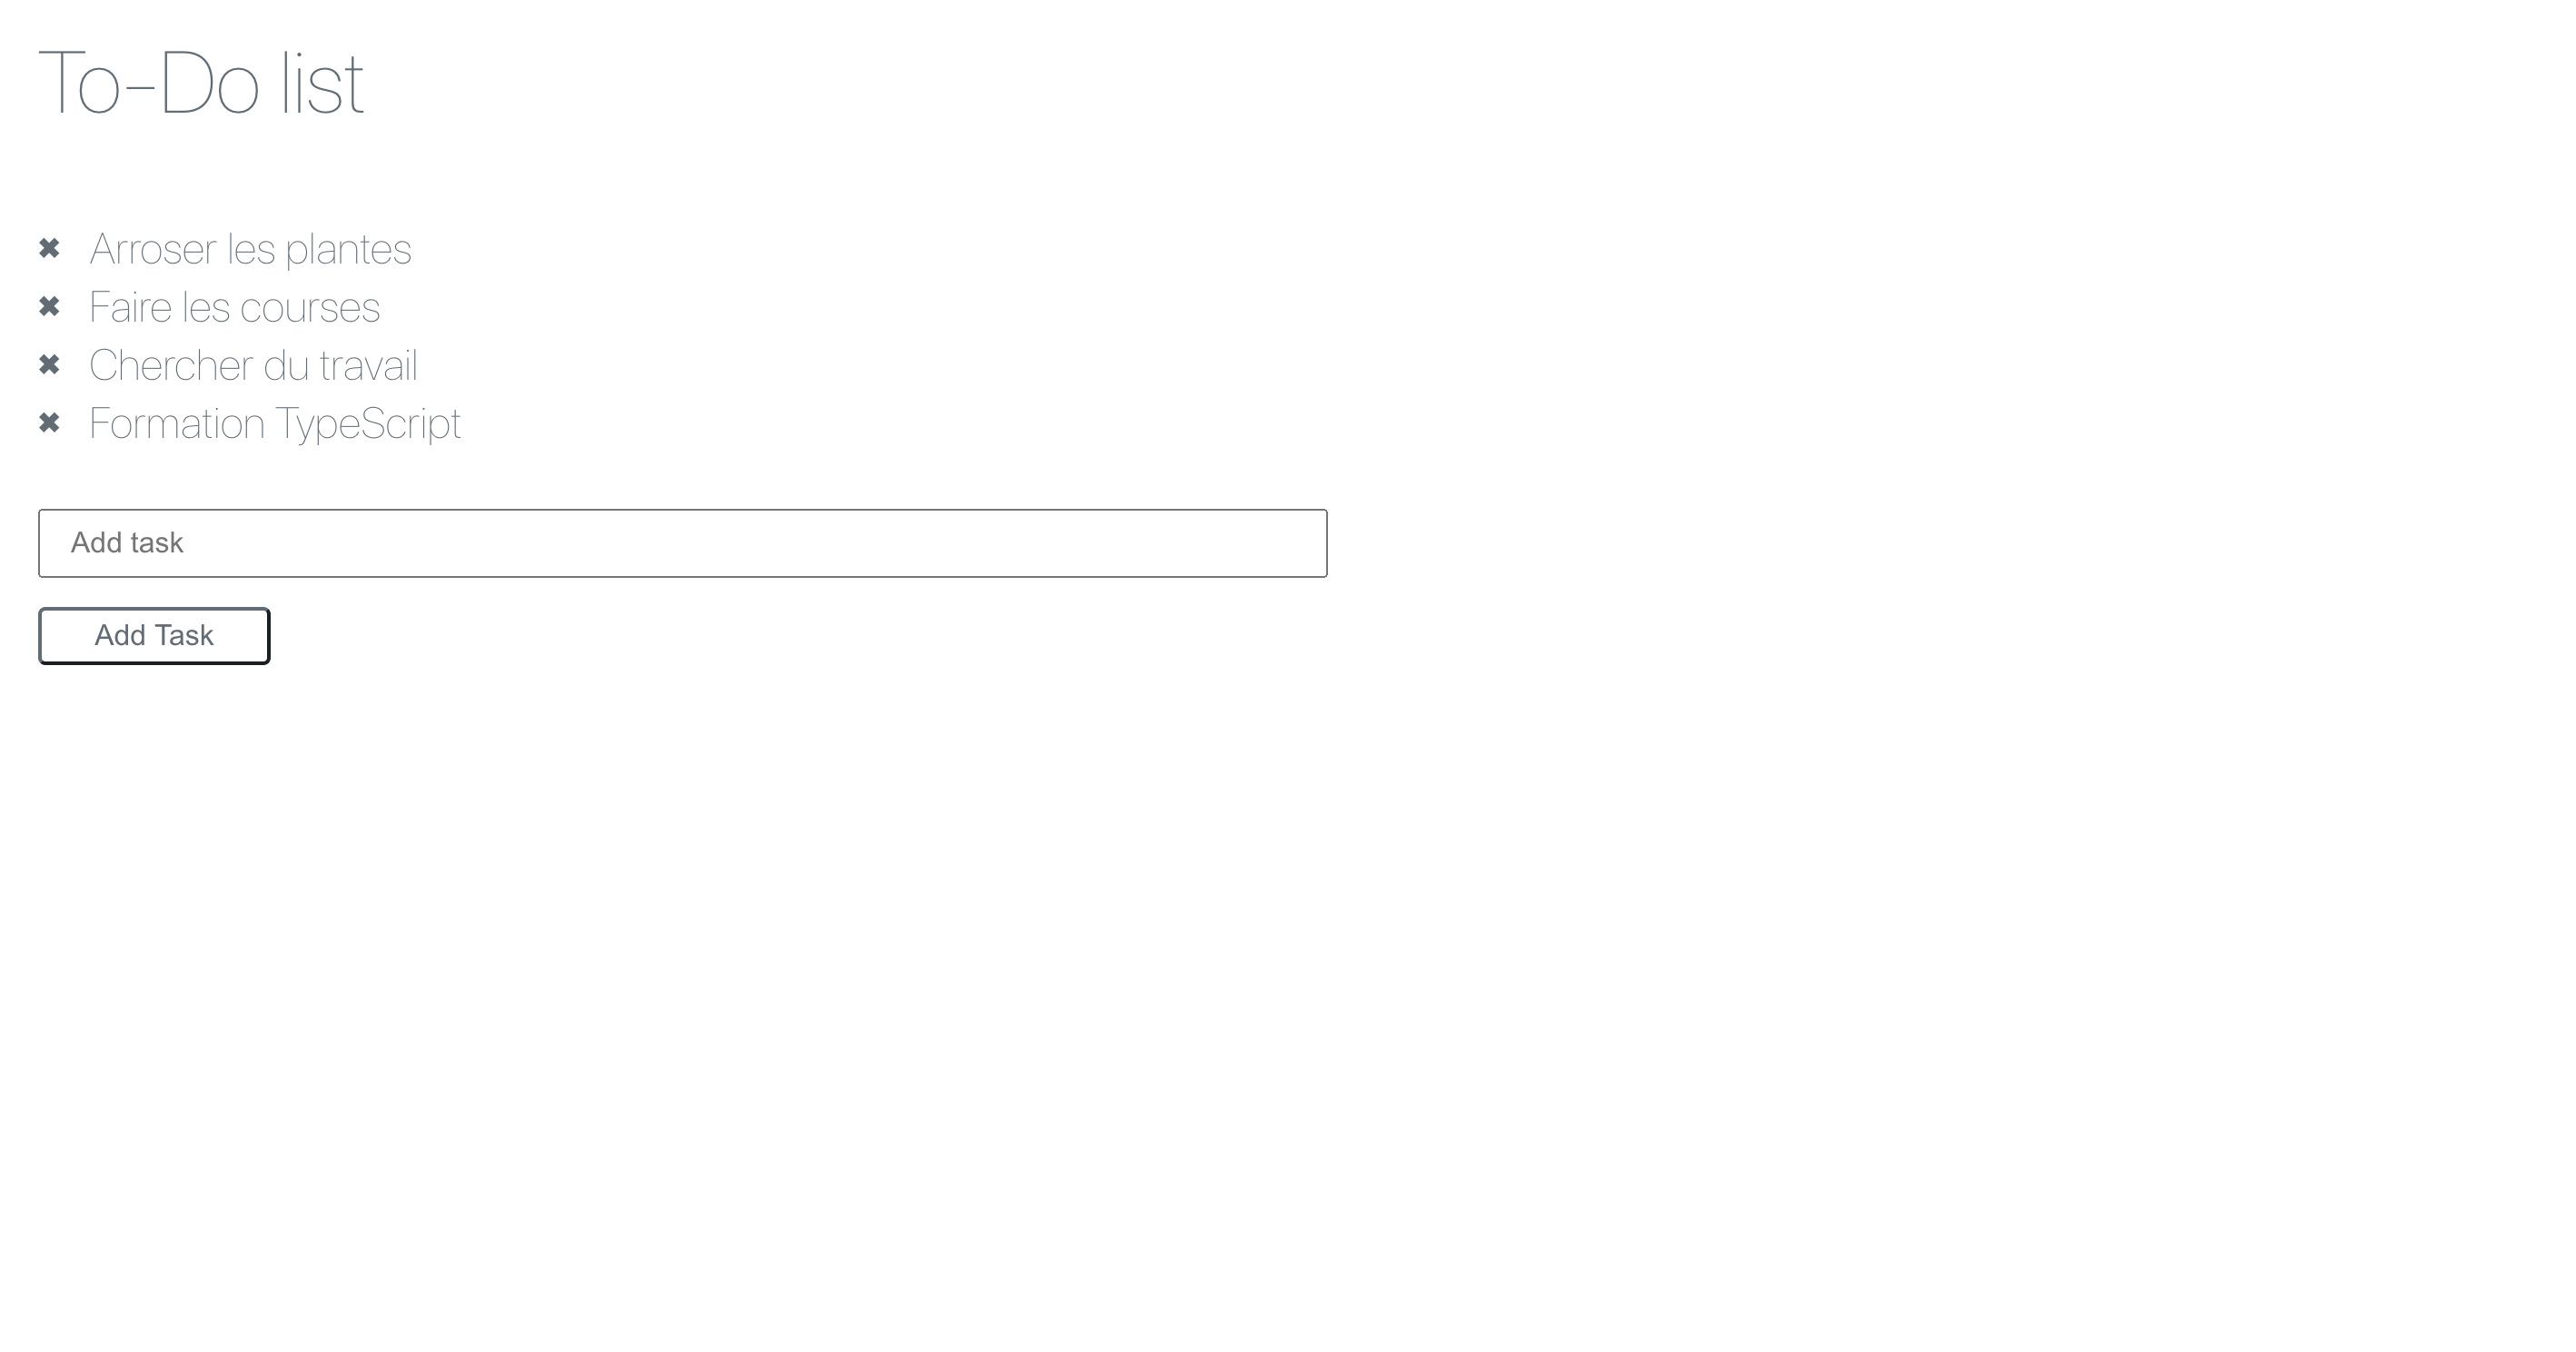 To-Do list
✖ Arroser les plantes
✖ Faire les courses
✖ Chercher du travail
✖ Formation TypeScript
Add task
Add Task